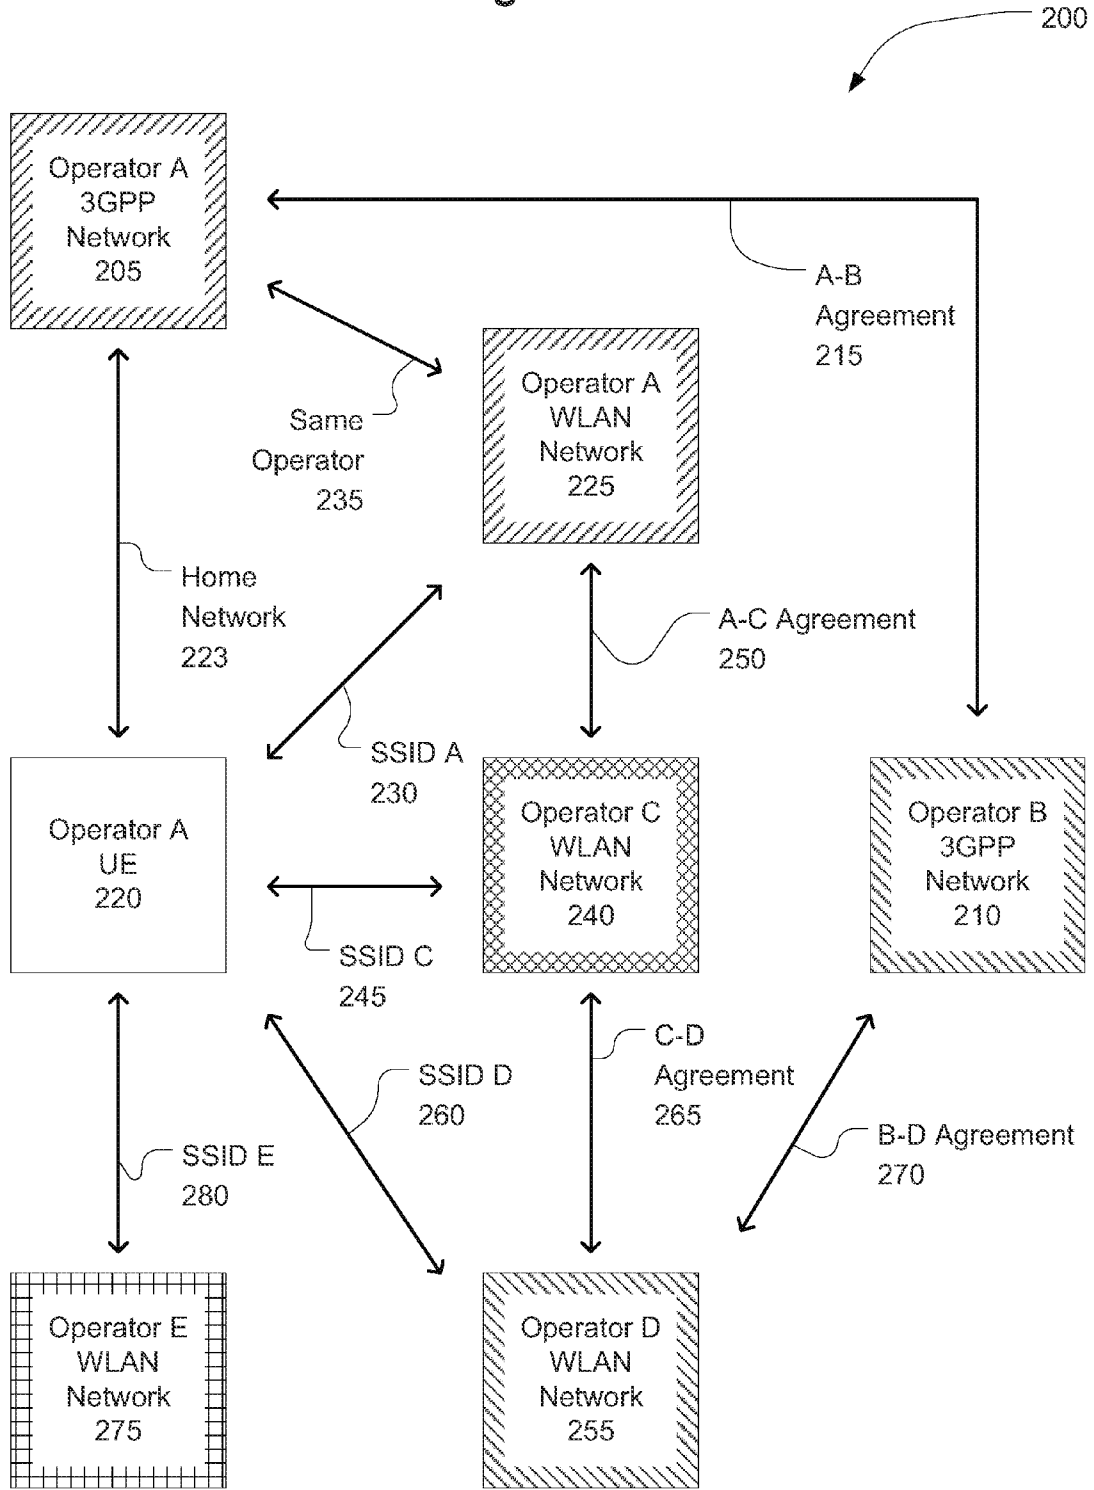 200
Operator A
3GPP
Network
205
A-B
Agreement
215
Operator A
WLAN
Network
225
Same
Operator
235
Home
Network
223
A-C Agreement
250
SSID A
230
Operator A
UE
220
Operator C
WLAN
Network
240
Operator B
3GPP
Network
210
SSID C
245
C-D
Agreement
265
SSID D
260
B-D Agreement
270
SSID E
280
Operator E
WLAN
Network
275
Operator D
WLAN
Network
255